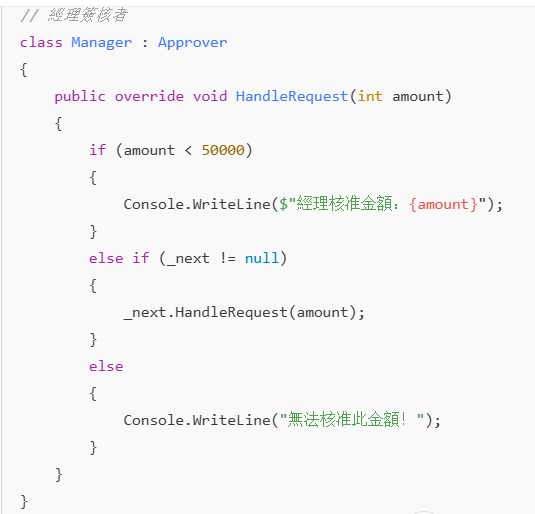 // 經理簽核者
class Manager : Approver
{
    public override void HandleRequest(int amount)
    {
        if (amount < 50000)
        {
            Console.WriteLine($"經理核准金額：{amount}");
        }
        else if (_next != null)
        {
            _next.HandleRequest(amount);
        }
        else
        {
            Console.WriteLine("無法核准此金額！");
        }
    }
}